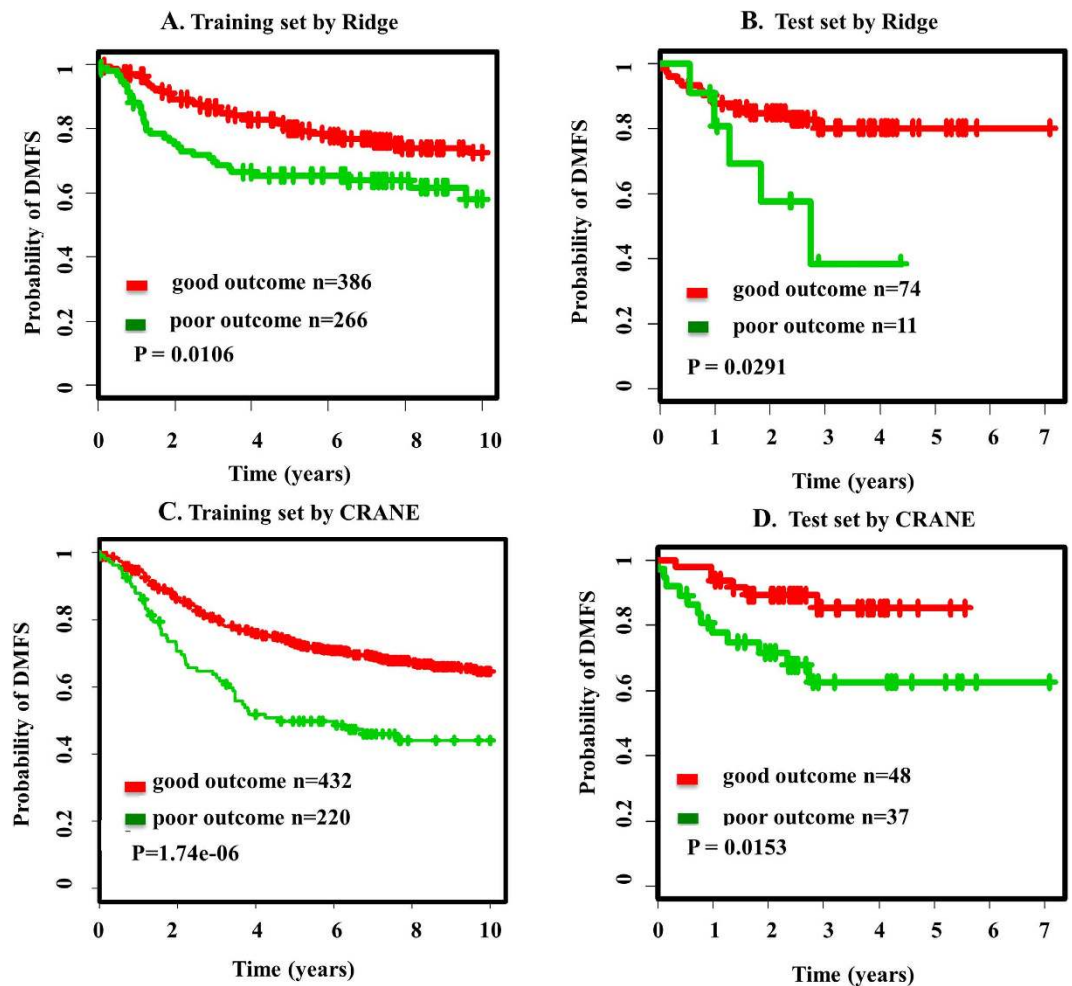 A. Training set by Ridge
Probability of DMFS
1
0.8
0.6
0.4
0.2
0
good outcome n=386
poor outcome n=266
P = 0.0106
0 2 4 6 8 10
Time (years)
B. Test set by Ridge
Probability of DMFS
1
0.8
0.6
0.4
0.2
0
good outcome n=74
poor outcome n=11
P = 0.0291
0 1 2 3 4 5 6 7
Time (years)
C. Training set by CRANE
Probability of DMFS
1
0.8
0.6
0.4
0.2
0
good outcome n=432
poor outcome n=220
P=1.74e-06
0 2 4 6 8 10
Time (years)
D. Test set by CRANE
Probability of DMFS
1
0.8
0.6
0.4
0.2
0
good outcome n=48
poor outcome n=37
P = 0.0153
0 1 2 3 4 5 6 7
Time (years)